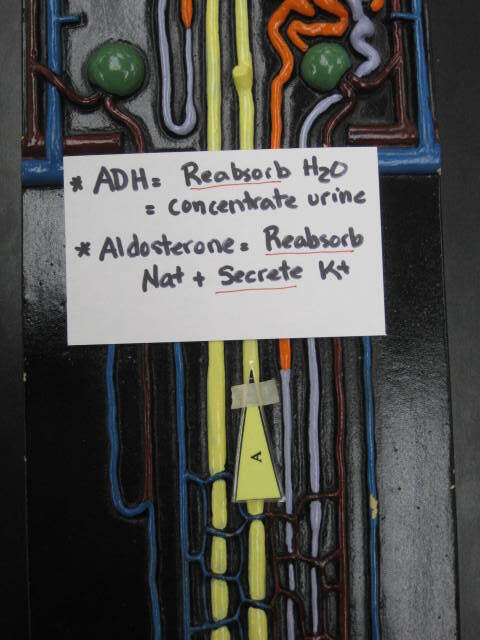 * ADH = Reabsorb H2O
= concentrate urine
* Aldosterone = Reabsorb
Na+ + Secrete K+
A